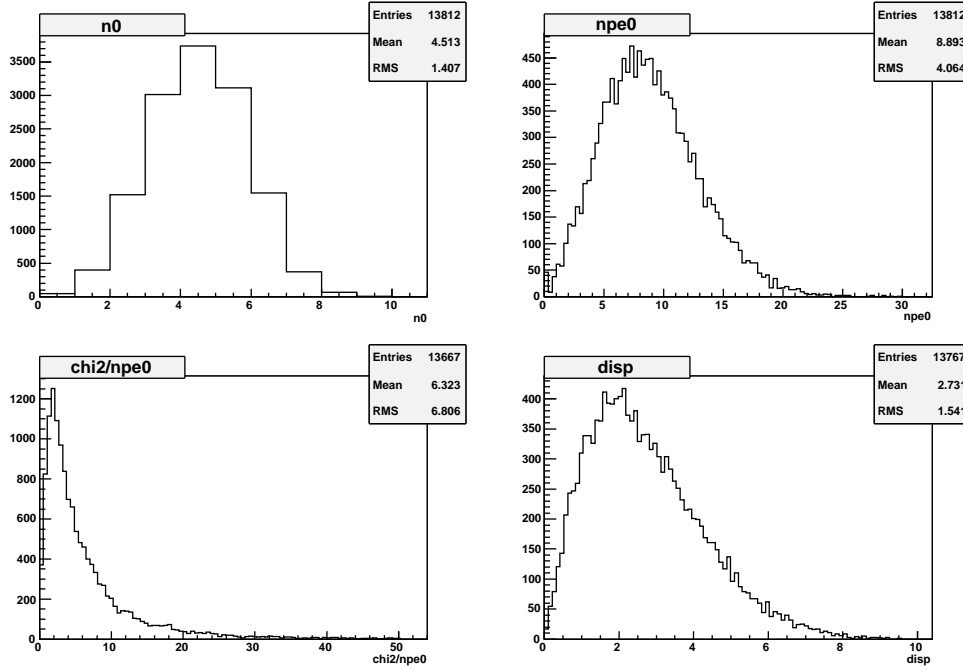 n0
Entries 13812
Mean 4.513
RMS 1.407
3500
3000
2500
2000
1500
1000
500
0
0 2 4 6 8 10
n0
npe0
Entries 13812
Mean 8.893
RMS 4.064
450
400
350
300
250
200
150
100
50
0
0 5 10 15 20 25 30
npe0
chi2/npe0
Entries 13667
Mean 6.323
RMS 6.806
1200
1000
800
600
400
200
0
0 10 20 30 40 50
chi2/npe0
disp
Entries 13767
Mean 2.731
RMS 1.541
400
350
300
250
200
150
100
50
0
0 2 4 6 8 10
disp